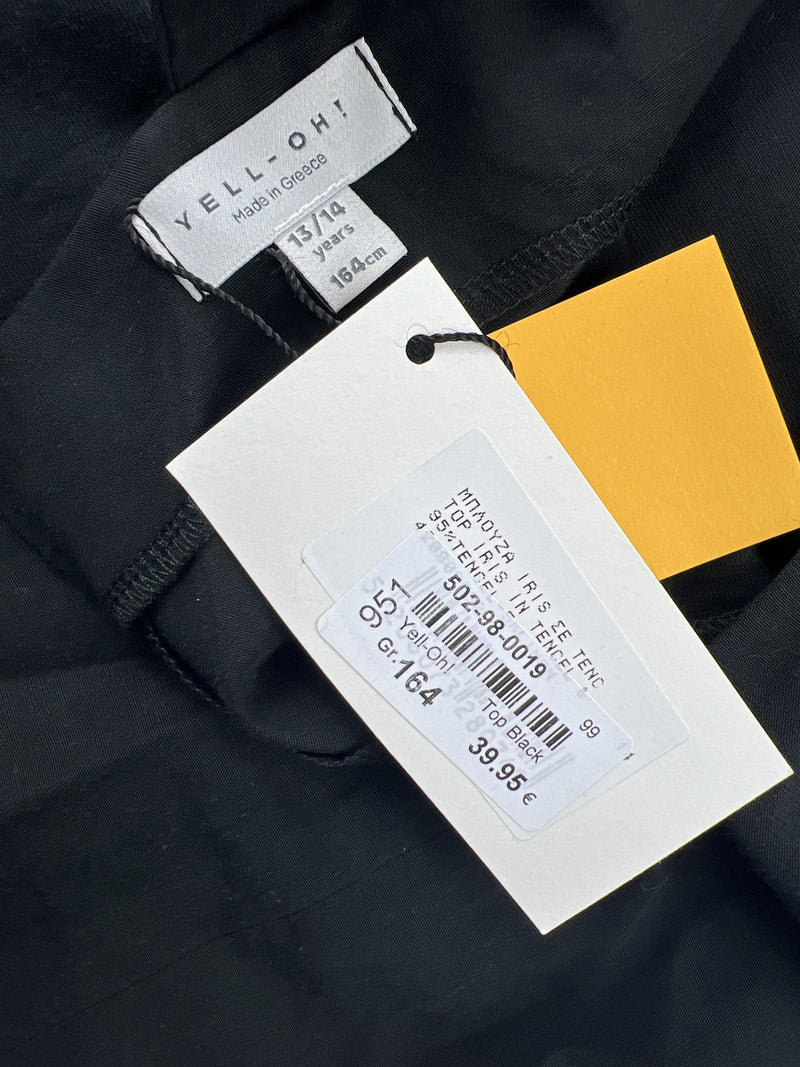 YELL-OH!
Made in Greece
13/14
years
164cm
ΜΠΛΟΥΖΑ IRIS ΣΕ TENC
TOP IRIS IN TENCEL
95%TENCEL
502-98-0019
951
99
Yell-Oh! Top Black
Gr.164 39.95€